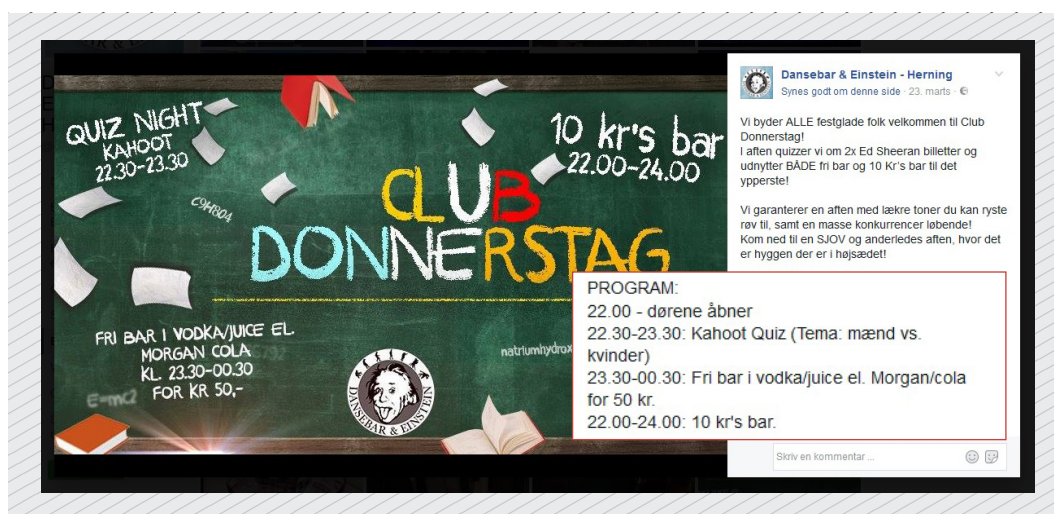 QUIZ NIGHT
KAHOOT
22.30-23.30
10 kr's bar
22.00-24.00
C9H8O4
CLUB
DONNERSTAG
FRI BAR I VODKA/JUICE EL.
MORGAN COLA
KL. 23.30-00.30
FOR KR 50,-
E=mc2
natriumhydrox
DANSEBAR & EINSTEIN
Dansebar & Einstein - Herning
Synes godt om denne side · 23. marts ·
Vi byder ALLE festglade folk velkommen til Club
Donnerstag!
I aften quizzer vi om 2x Ed Sheeran billetter og
udnytter BÅDE fri bar og 10 Kr's bar til det
ypperste!
Vi garanterer en aften med lækre toner du kan ryste
røv til, samt en masse konkurrencer løbende!
Kom ned til en SJOV og anderledes aften, hvor det
er hyggen der er i højsædet!
PROGRAM:
22.00 - dørene åbner
22.30-23.30: Kahoot Quiz (Tema: mænd vs.
kvinder)
23.30-00.30: Fri bar i vodka/juice el. Morgan/cola
for 50 kr.
22.00-24.00: 10 kr's bar.
Skriv en kommentar ...